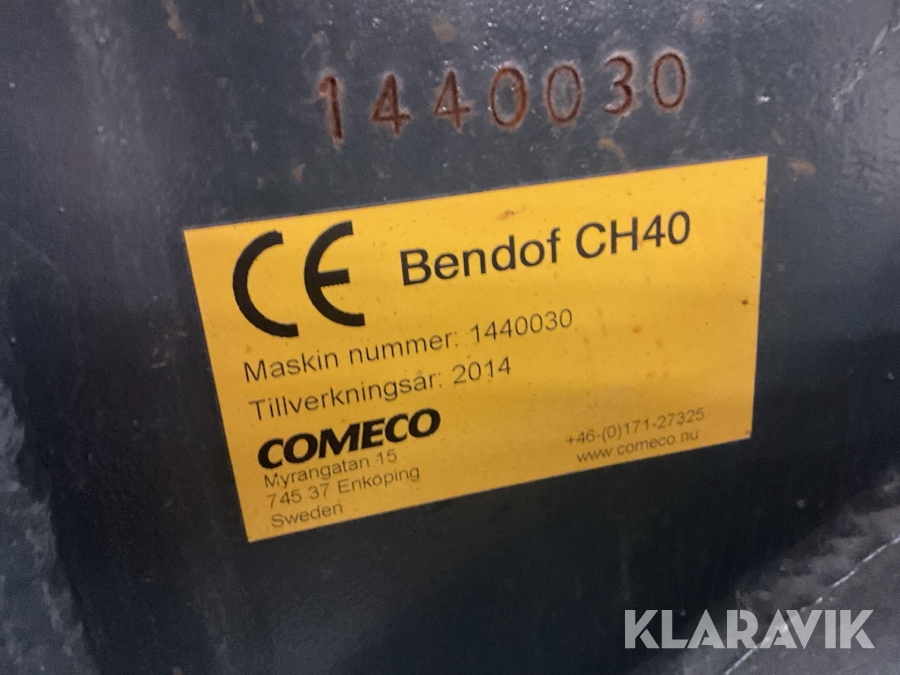 1440030
CE Bendof CH40
Maskin nummer: 1440030
Tillverkningsår: 2014
COMECO
Myrangatan 15
745 37 Enköping
Sweden
+46-(0)171-27325
www.comeco.nu
KLARAVIK